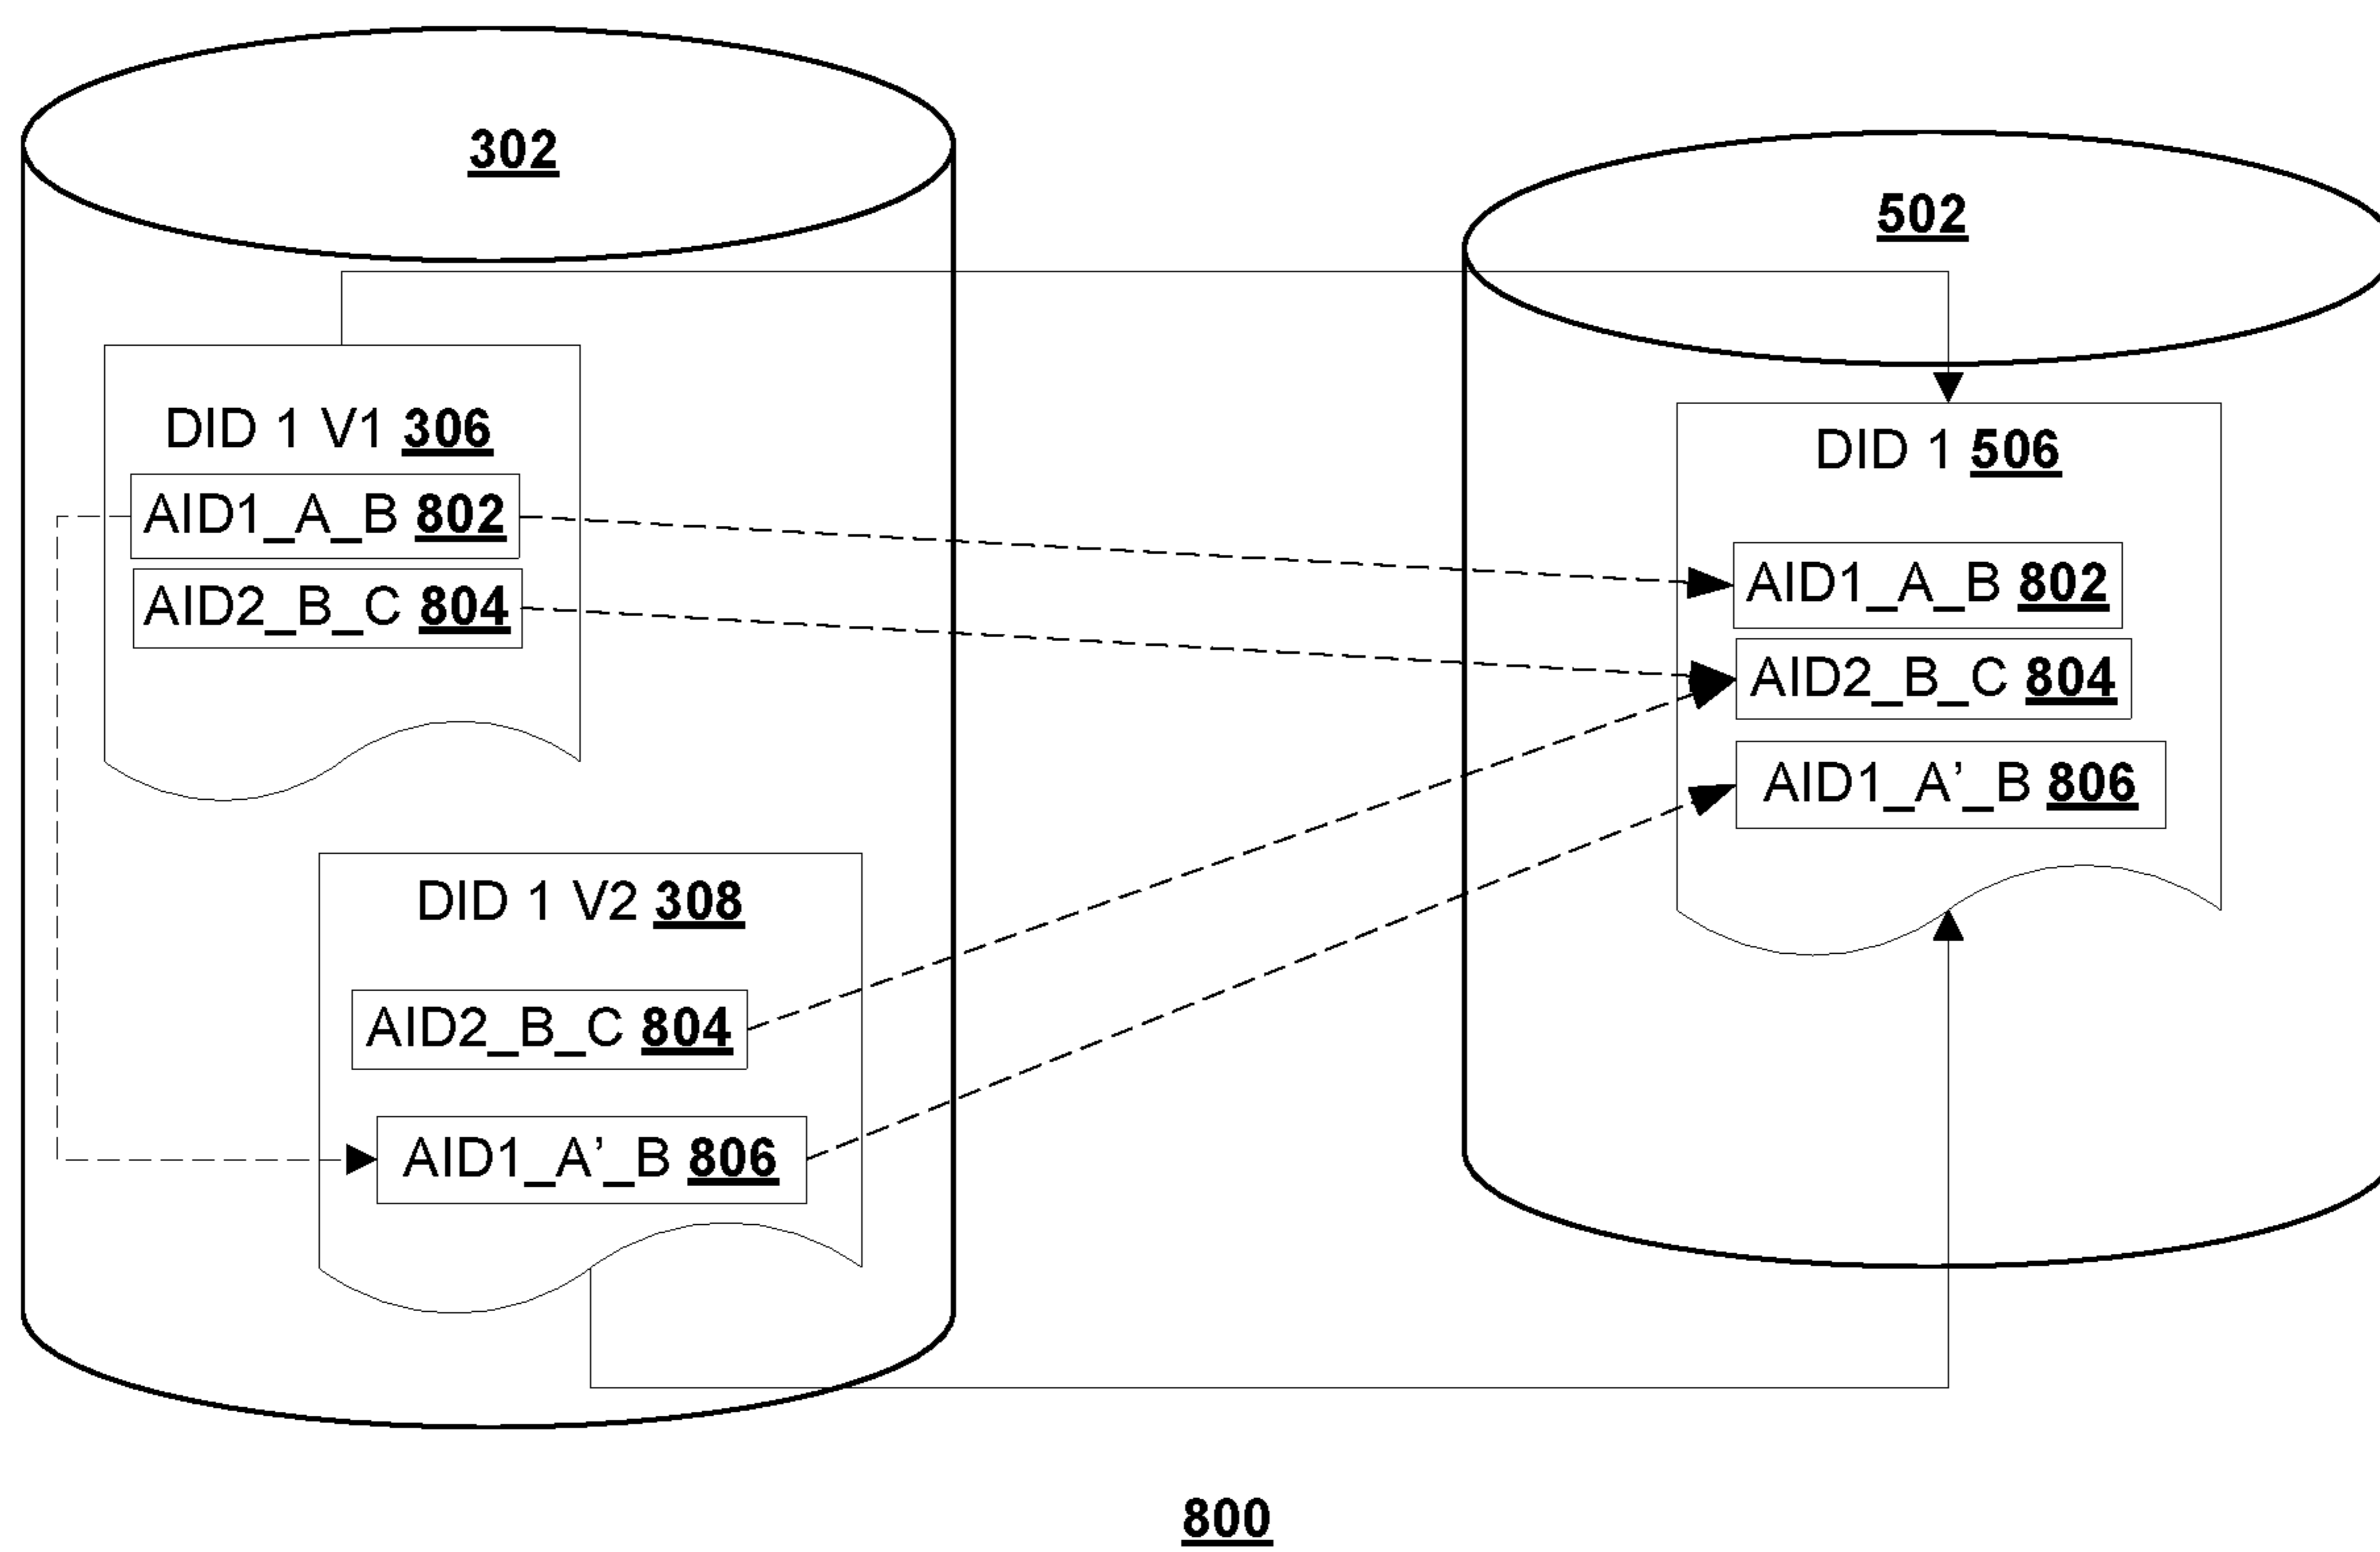 302
DID 1 V1 306
AID1_A_B 802
AID2_B_C 804
DID 1 V2 308
AID2_B_C 804
AID1_A’_B 806
502
DID 1 506
AID1_A_B 802
AID2_B_C 804
AID1_A’_B 806
800